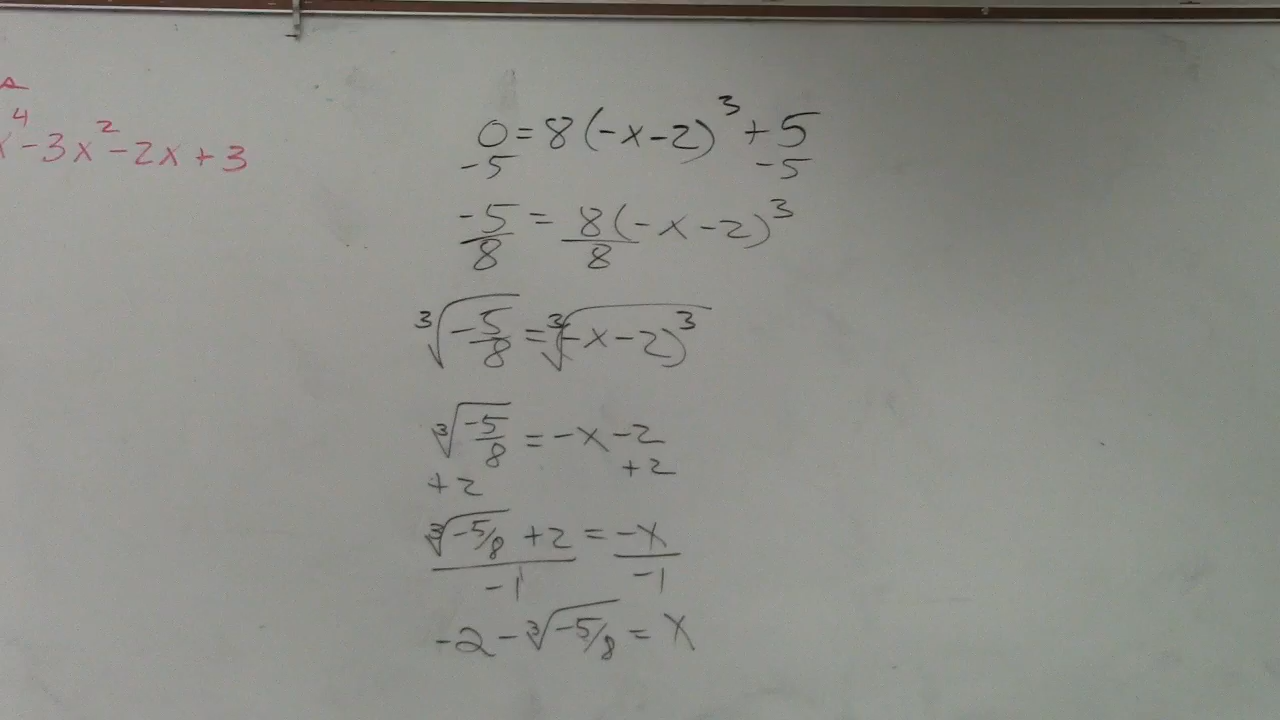 x⁴-3x²-2x+3
0=8(-x-2)³+5
-5 -5
-5/8 = 8(-x-2)³/8
∛(-5/8) = ∛(-x-2)³
∛(-5/8) = -x-2
+2 +2
(∛(-5/8) +2)/-1 = -x/-1
-2-∛(-5/8) = x